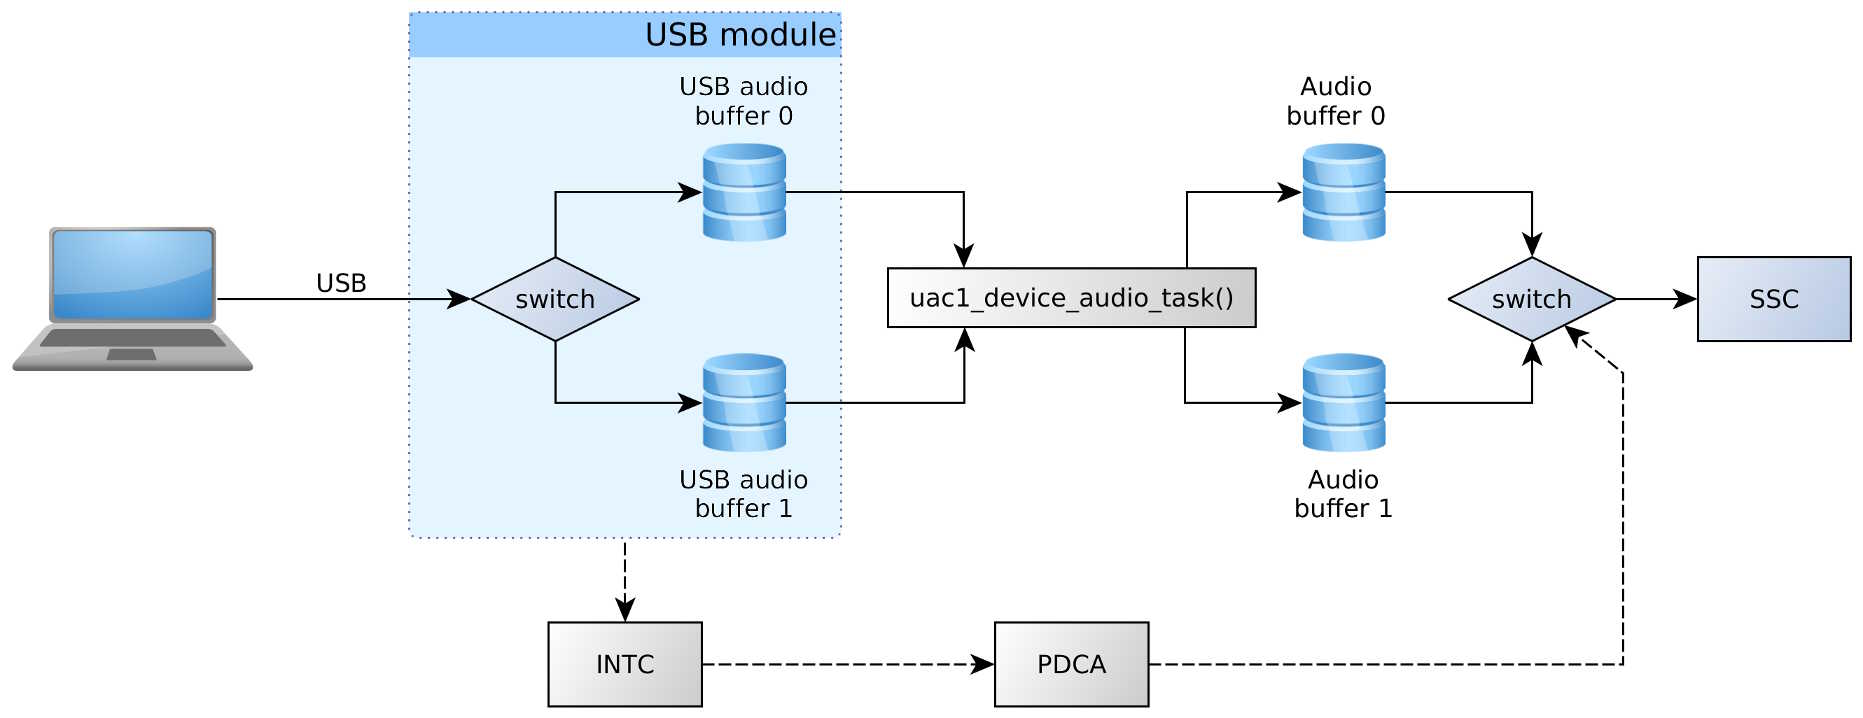 USB module
USB audio
buffer 0
Audio
buffer 0
USB
switch
uac1_device_audio_task()
switch
SSC
USB audio
buffer 1
Audio
buffer 1
INTC
PDCA